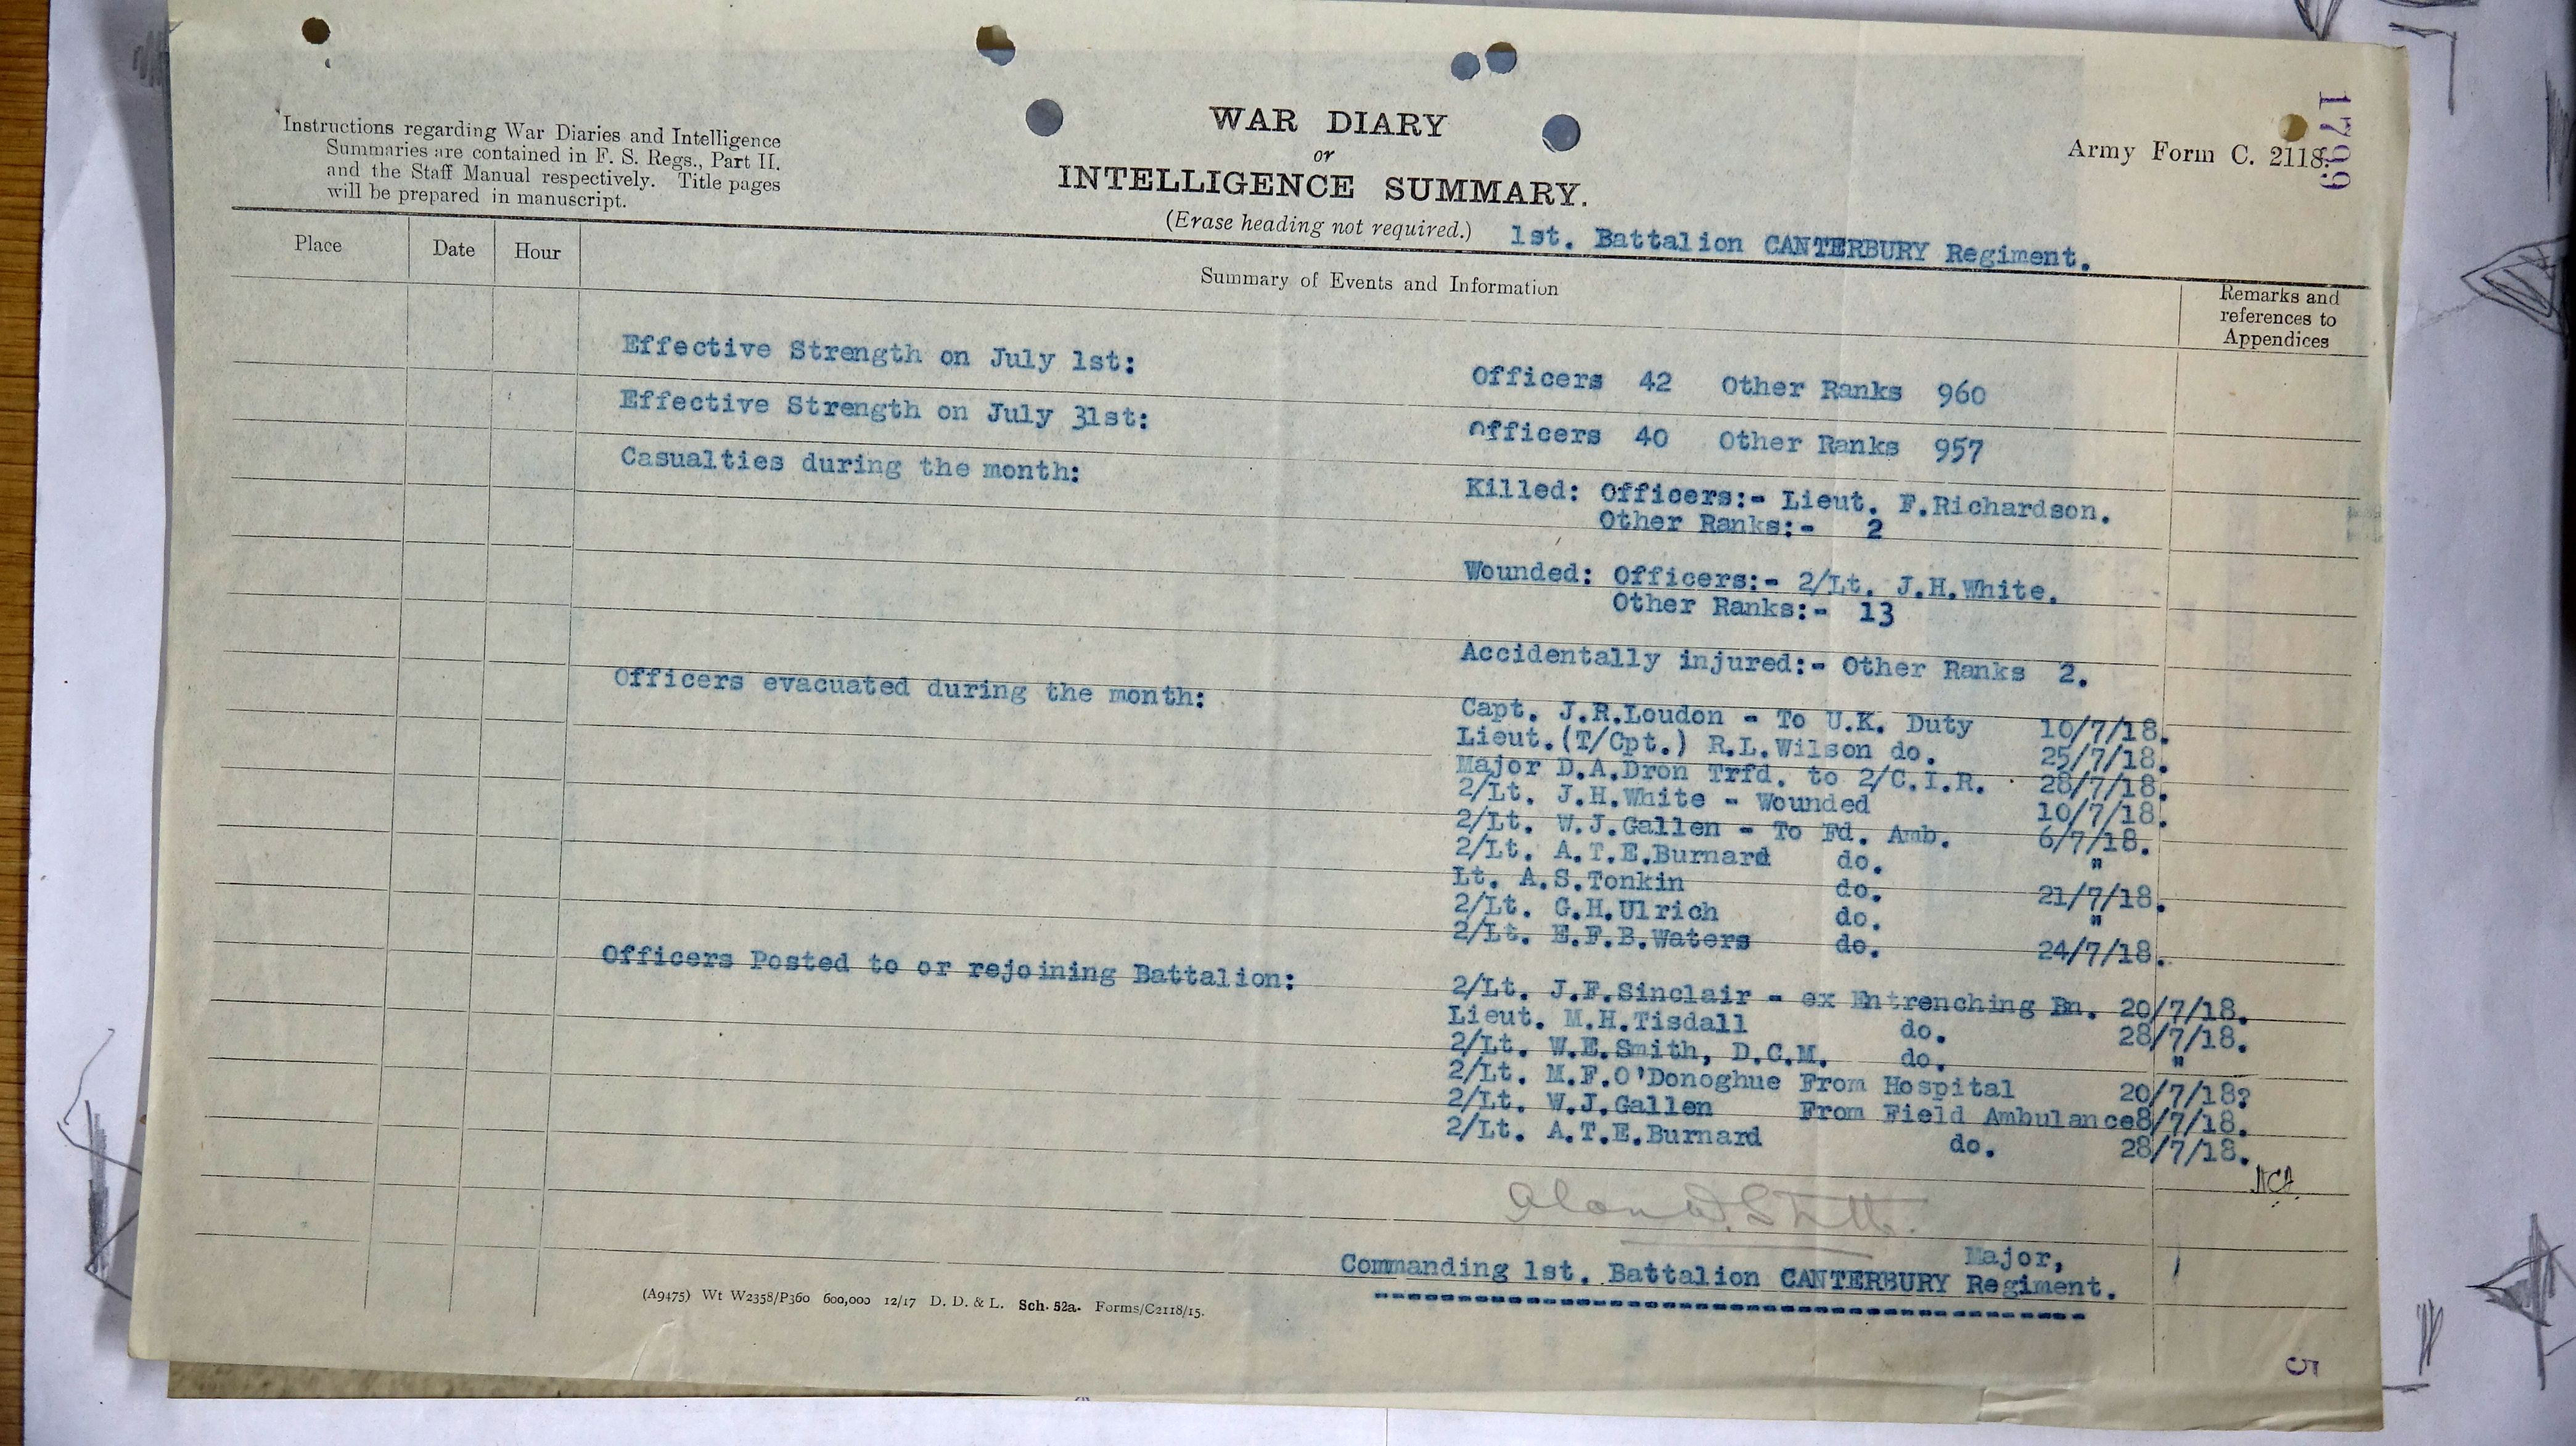 Instructions regarding War Diaries and Intelligence
Summaries are contained in F. S. Regs., Part II.
and the Staff Manual respectively. Title pages
will be prepared in manuscript.
WAR DIARY
or
INTELLIGENCE SUMMARY.
(Erase heading not required.)
1st. Battalion CANTERBURY Regiment.
Army Form C. 2118.
1799
Place Date Hour Summary of Events and Information Remarks and
references to
Appendices
Effective Strength on July 1st: Officers 42 Other Ranks 960
Effective Strength on July 31st: Officers 40 Other Ranks 957
Casualties during the month: Killed: Officers:- Lieut. F.Richardson.
Other Ranks:- 2
Wounded: Officers:- 2/Lt. J.H.White.
Other Ranks:- 13
Accidentally injured:- Other Ranks 2.
Officers evacuated during the month: Capt. J.R.Loudon - To U.K. Duty 10/7/18.
Lieut.(T/Cpt.) R.L.Wilson do. 25/7/18.
Major D.A.Dron Trfd. to 2/C.I.R. 28/7/18.
2/Lt. J.H.White - Wounded 10/7/18.
2/Lt. W.J.Gallen - To Fd. Amb. 6/7/18.
2/Lt. A.T.E.Burnard do. "
Lt. A.S.Tonkin do. 21/7/18.
2/Lt. G.H.Ulrich do. "
2/Lt. E.F.B.Waters do. 24/7/18.
Officers Posted to or rejoining Battalion: 2/Lt. J.F.Sinclair - ex Entrenching Bn. 20/7/18.
Lieut. M.H.Tisdall do. 28/7/18.
2/Lt. W.E.Smith, D.C.M. do. "
2/Lt. M.F.O'Donoghue From Hospital 20/7/18?
2/Lt. W.J.Gallen From Field Ambulance8/7/18.
2/Lt. A.T.E.Burnard do. 28/7/18.
Major,
Commanding 1st. Battalion CANTERBURY Regiment.
(A9475) Wt W2358/P360 600,000 12/17 D. D. & L. Sch. 52a. Forms/C2118/15.
5